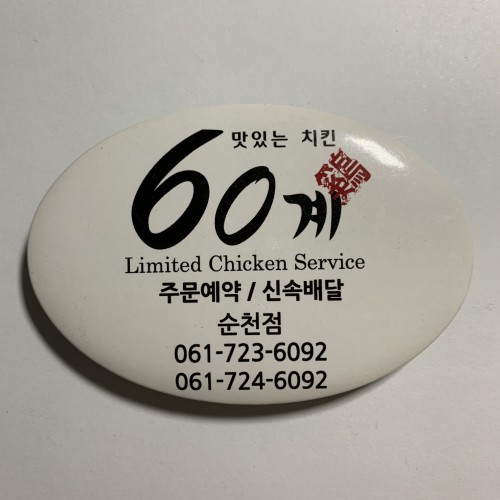 맛있는 치킨
60계
Limited Chicken Service
주문예약 / 신속배달
순천점
061-723-6092
061-724-6092